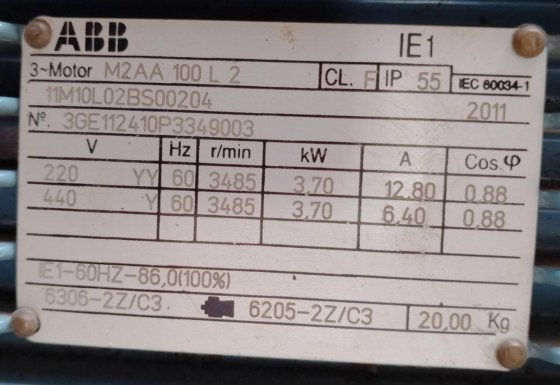 ABB IE1
3~Motor M2AA 100 L 2 CL. F IP 55 IEC 60034-1
11M10L02BS00204 2011
Nº. 3GE112410P3349003
V Hz r/min kW A Cos.φ
220 YY 60 3485 3,70 12,80 0,88
440 Y 60 3485 3,70 6,40 0,88
IE1-60HZ-86,0(100%)
6306-2Z/C3 6205-2Z/C3 20,00 Kg